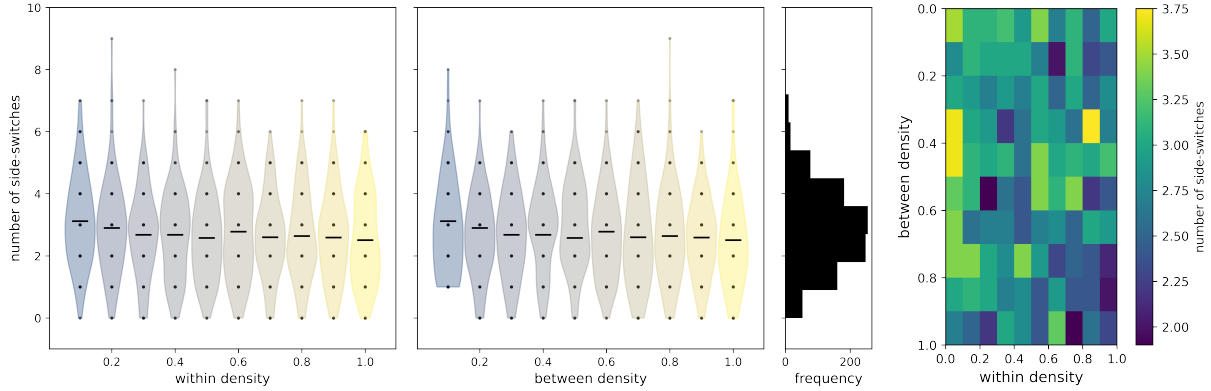 10
8
6
4
2
0
number of side-switches
0.2 0.4 0.6 0.8 1.0
within density
0.2 0.4 0.6 0.8 1.0
between density
0 200
frequency
0.0
0.2
0.4
0.6
0.8
1.0
between density
0.0 0.2 0.4 0.6 0.8 1.0
within density
3.75
3.50
3.25
3.00
2.75
2.50
2.25
2.00
number of side-switches